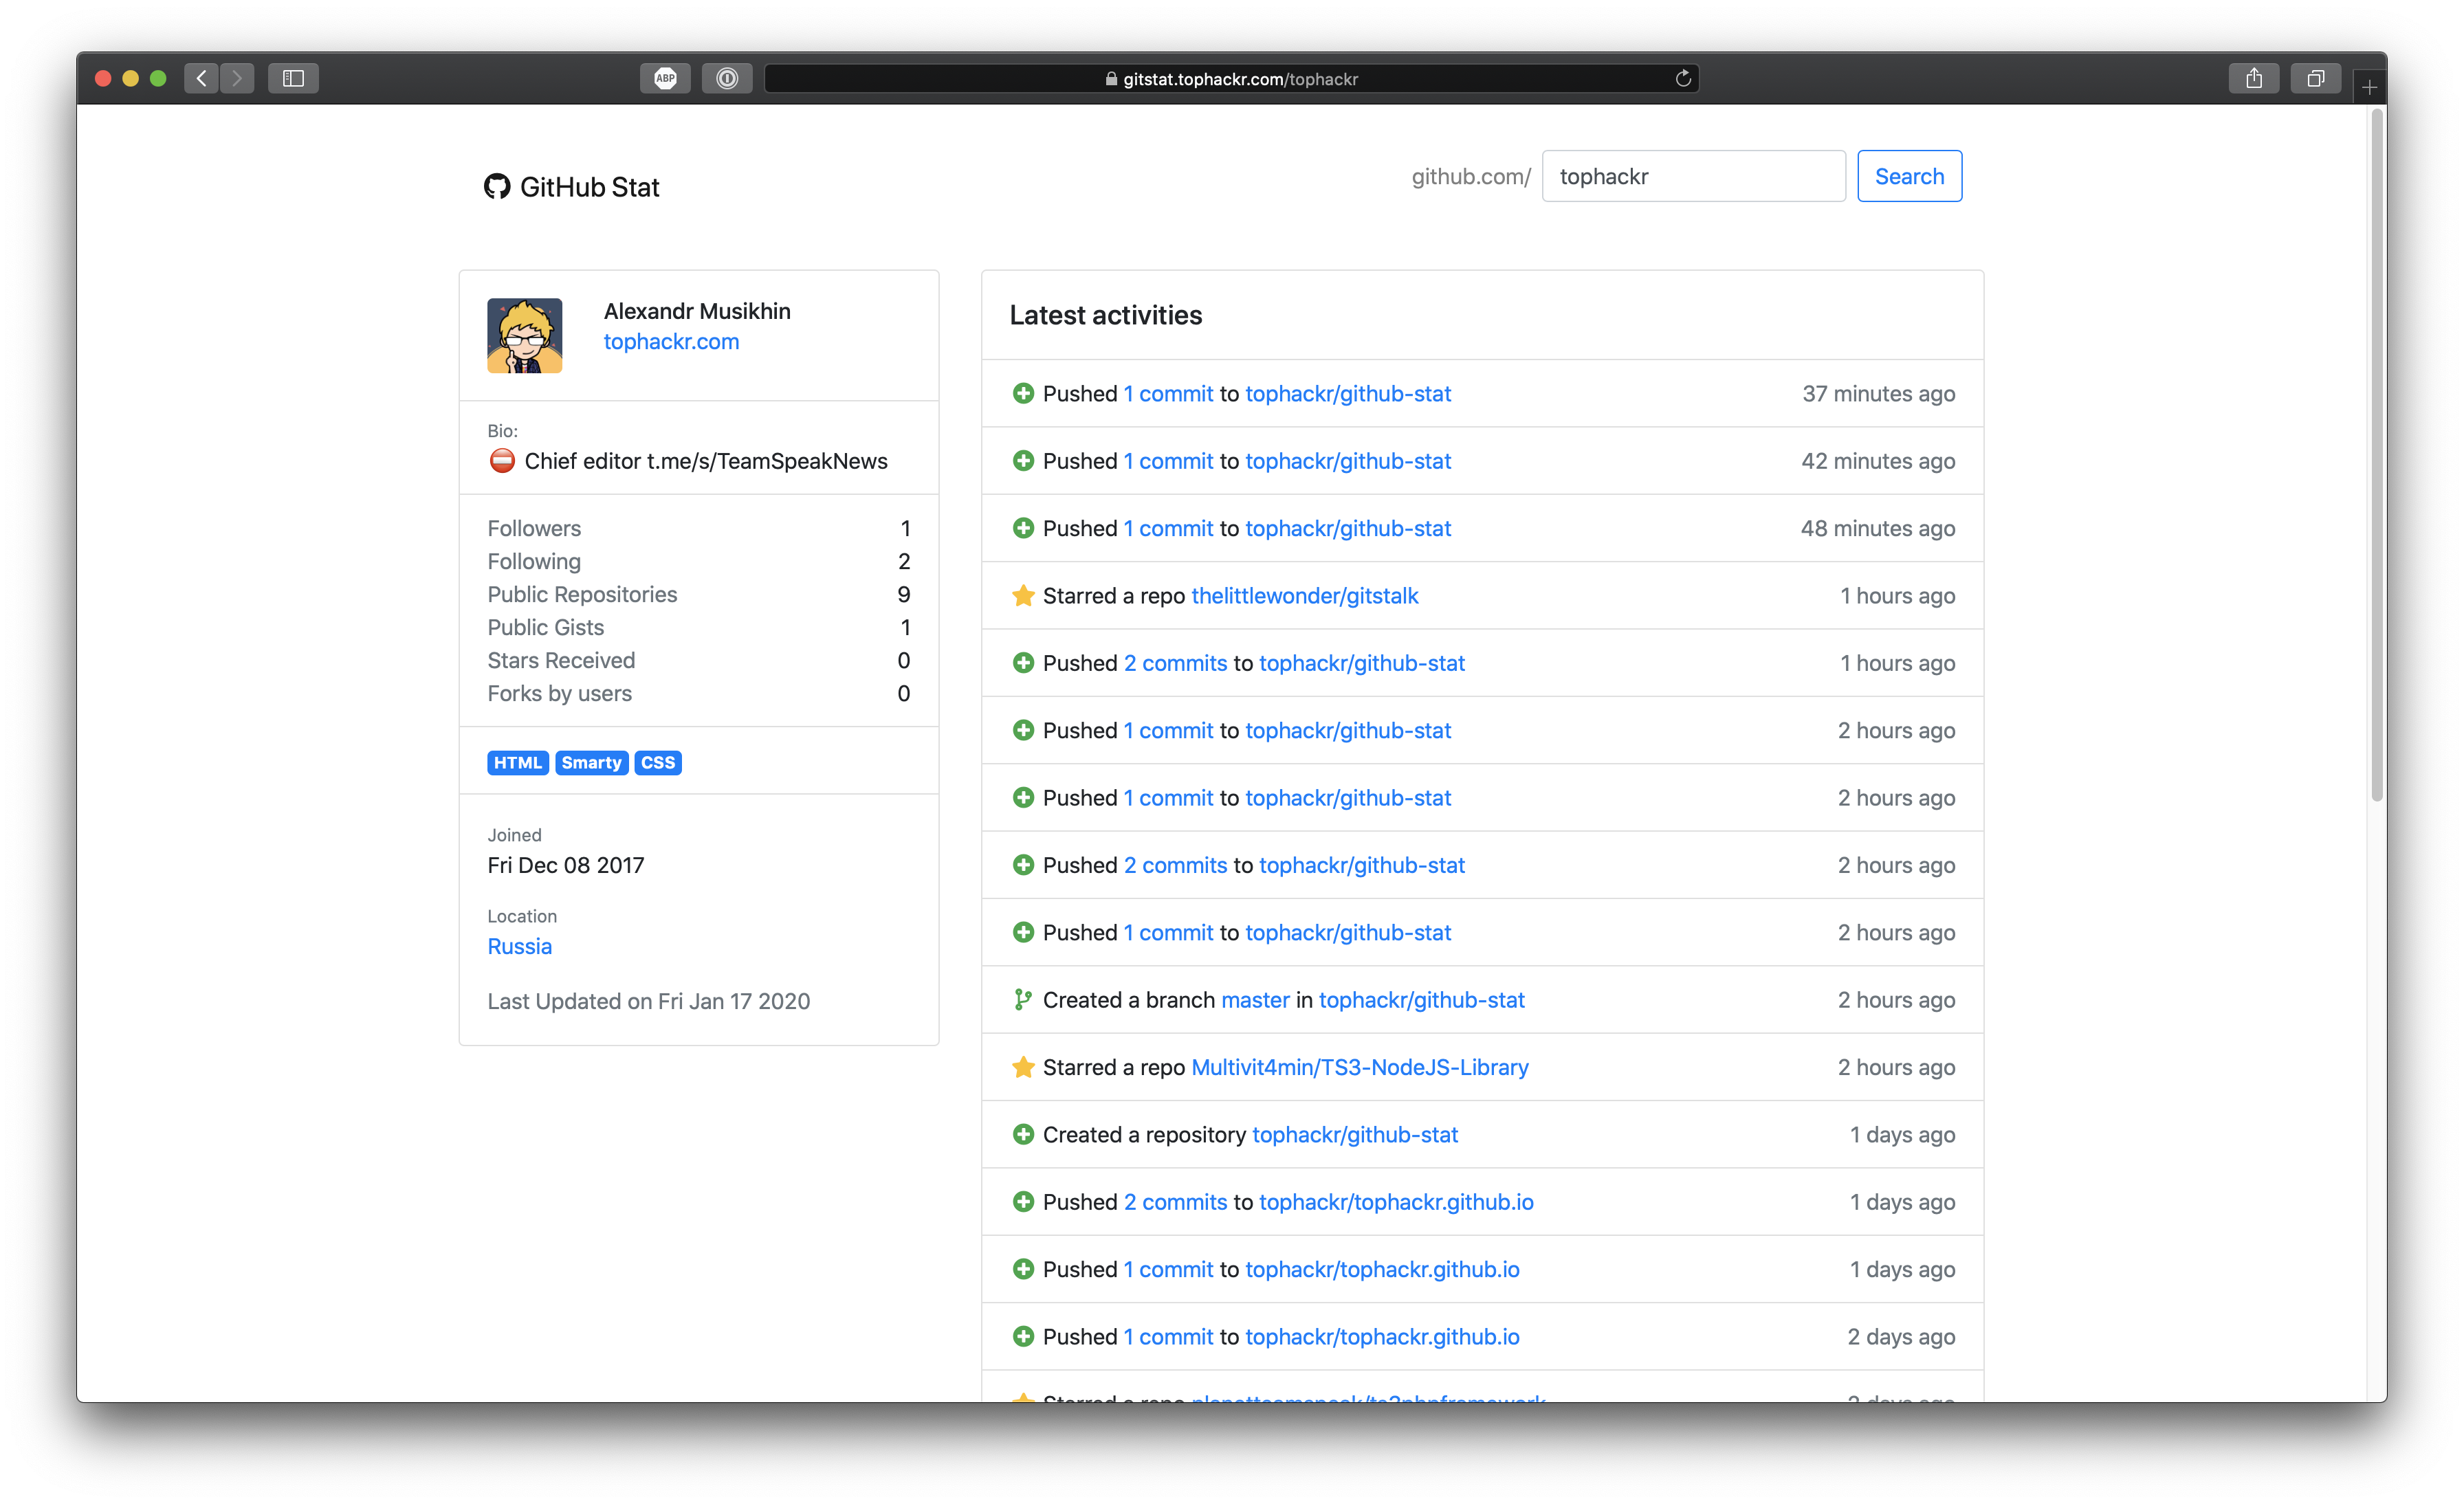 ABP
gitstat.tophackr.com/tophackr
GitHub Stat
github.com/ tophackr Search
Alexandr Musikhin
tophackr.com
Bio:
⛔ Chief editor t.me/s/TeamSpeakNews
Followers 1
Following 2
Public Repositories 9
Public Gists 1
Stars Received 0
Forks by users 0
HTML Smarty CSS
Joined
Fri Dec 08 2017
Location
Russia
Last Updated on Fri Jan 17 2020
Latest activities
Pushed 1 commit to tophackr/github-stat 37 minutes ago
Pushed 1 commit to tophackr/github-stat 42 minutes ago
Pushed 1 commit to tophackr/github-stat 48 minutes ago
Starred a repo thelittlewonder/gitstalk 1 hours ago
Pushed 2 commits to tophackr/github-stat 1 hours ago
Pushed 1 commit to tophackr/github-stat 2 hours ago
Pushed 1 commit to tophackr/github-stat 2 hours ago
Pushed 2 commits to tophackr/github-stat 2 hours ago
Pushed 1 commit to tophackr/github-stat 2 hours ago
Created a branch master in tophackr/github-stat 2 hours ago
Starred a repo Multivit4min/TS3-NodeJS-Library 2 hours ago
Created a repository tophackr/github-stat 1 days ago
Pushed 2 commits to tophackr/tophackr.github.io 1 days ago
Pushed 1 commit to tophackr/tophackr.github.io 1 days ago
Pushed 1 commit to tophackr/tophackr.github.io 2 days ago
Starred a repo planetteamspeak/ts3phpframework 2 days ago